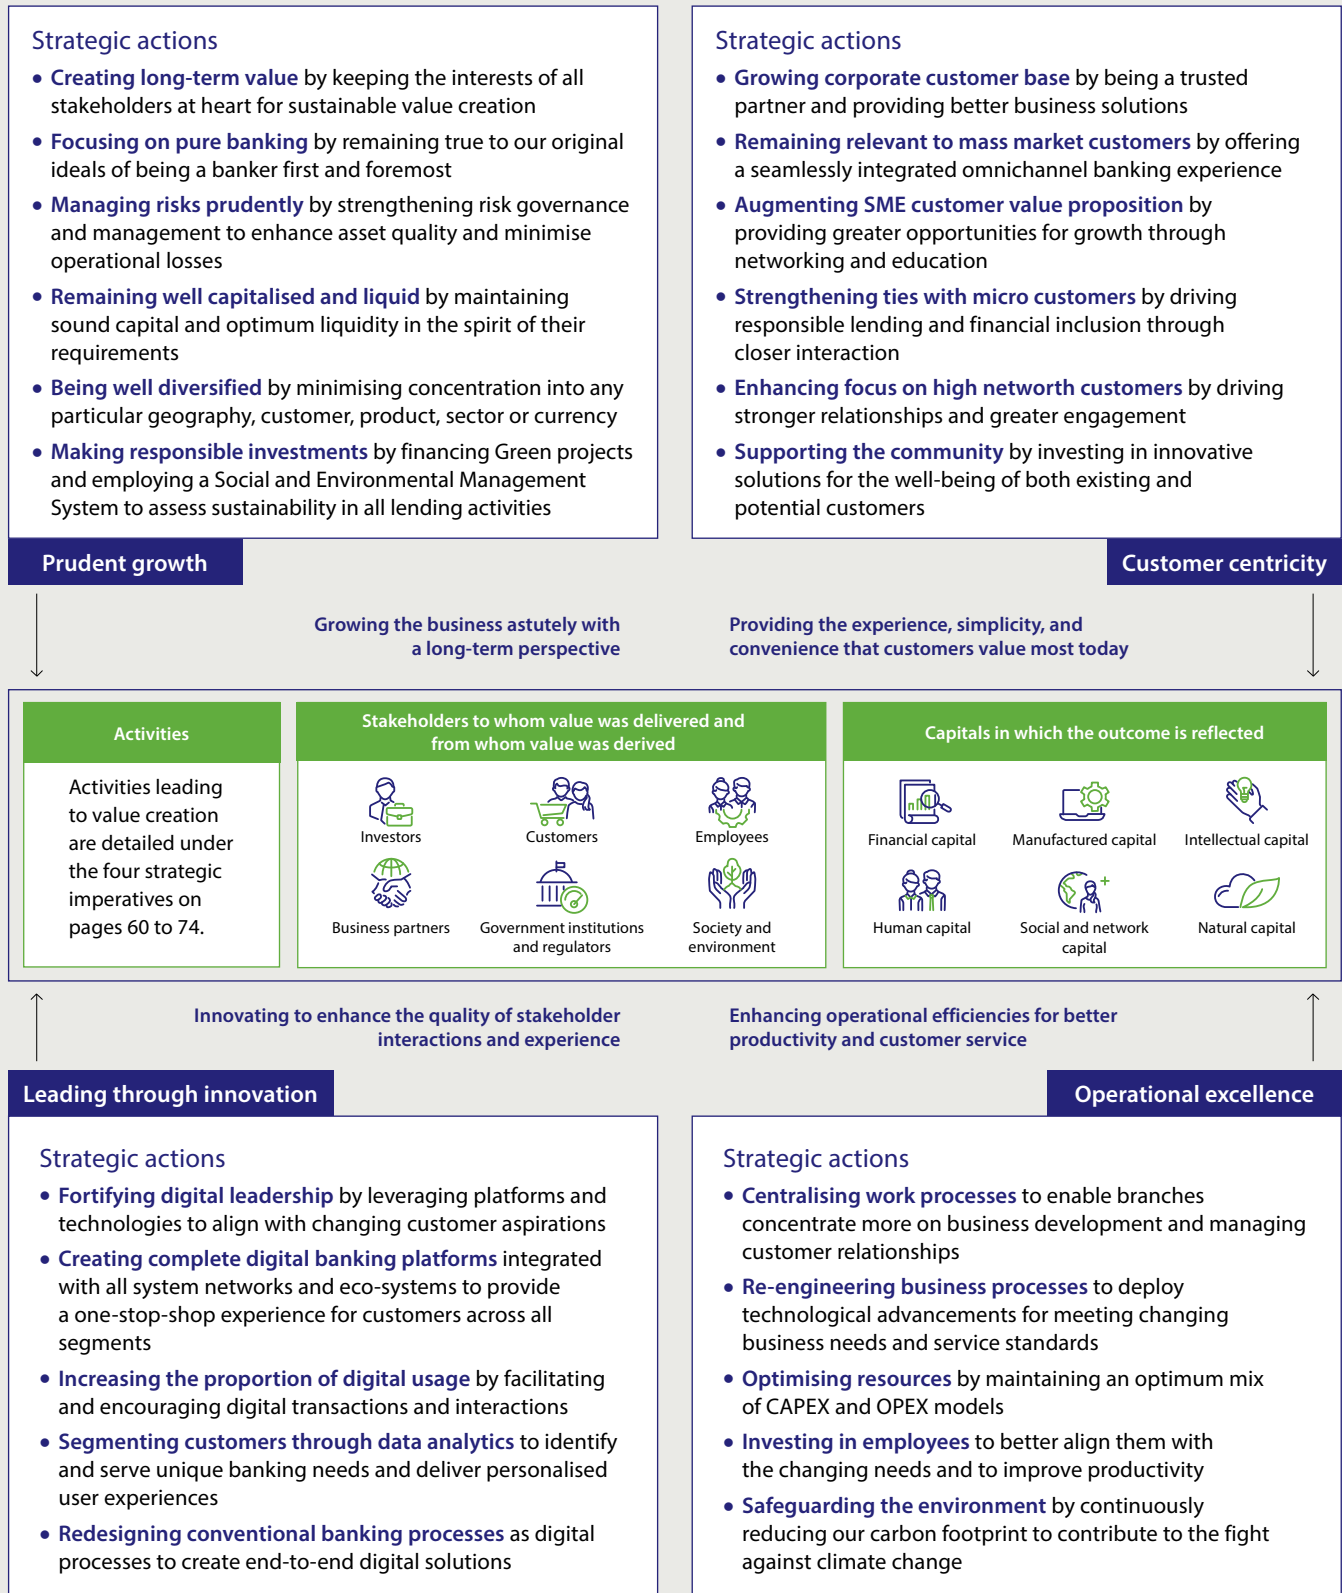 Strategic actions
• Creating long-term value by keeping the interests of all
stakeholders at heart for sustainable value creation
• Focusing on pure banking by remaining true to our original
ideals of being a banker first and foremost
• Managing risks prudently by strengthening risk governance
and management to enhance asset quality and minimise
operational losses
• Remaining well capitalised and liquid by maintaining
sound capital and optimum liquidity in the spirit of their
requirements
• Being well diversified by minimising concentration into any
particular geography, customer, product, sector or currency
• Making responsible investments by financing Green projects
and employing a Social and Environmental Management
System to assess sustainability in all lending activities
Prudent growth
Growing the business astutely with
a long-term perspective
Strategic actions
• Growing corporate customer base by being a trusted
partner and providing better business solutions
• Remaining relevant to mass market customers by offering
a seamlessly integrated omnichannel banking experience
• Augmenting SME customer value proposition by
providing greater opportunities for growth through
networking and education
• Strengthening ties with micro customers by driving
responsible lending and financial inclusion through
closer interaction
• Enhancing focus on high networth customers by driving
stronger relationships and greater engagement
• Supporting the community by investing in innovative
solutions for the well-being of both existing and
potential customers
Customer centricity
Providing the experience, simplicity, and
convenience that customers value most today
Activities
Activities leading
to value creation
are detailed under
the four strategic
imperatives on
pages 60 to 74.
Stakeholders to whom value was delivered and
from whom value was derived
Investors
Customers
Employees
Business partners
Government institutions
and regulators
Society and
environment
Capitals in which the outcome is reflected
Financial capital
Manufactured capital
Intellectual capital
Human capital
Social and network
capital
Natural capital
Innovating to enhance the quality of stakeholder
interactions and experience
Leading through innovation
Strategic actions
• Fortifying digital leadership by leveraging platforms and
technologies to align with changing customer aspirations
• Creating complete digital banking platforms integrated
with all system networks and eco-systems to provide
a one-stop-shop experience for customers across all
segments
• Increasing the proportion of digital usage by facilitating
and encouraging digital transactions and interactions
• Segmenting customers through data analytics to identify
and serve unique banking needs and deliver personalised
user experiences
• Redesigning conventional banking processes as digital
processes to create end-to-end digital solutions
Enhancing operational efficiencies for better
productivity and customer service
Operational excellence
Strategic actions
• Centralising work processes to enable branches
concentrate more on business development and managing
customer relationships
• Re-engineering business processes to deploy
technological advancements for meeting changing
business needs and service standards
• Optimising resources by maintaining an optimum mix
of CAPEX and OPEX models
• Investing in employees to better align them with
the changing needs and to improve productivity
• Safeguarding the environment by continuously
reducing our carbon footprint to contribute to the fight
against climate change